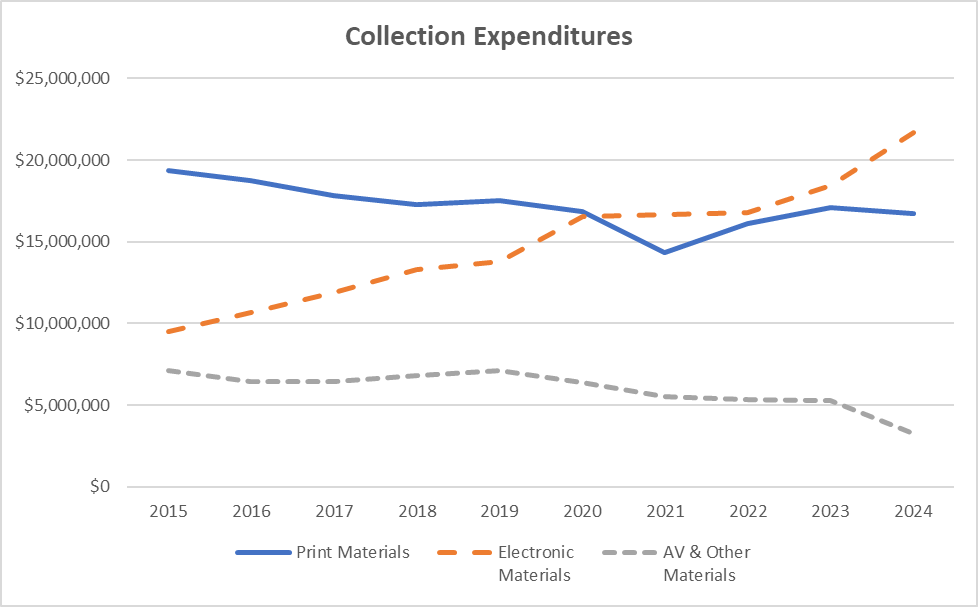 Collection Expenditures
$25,000,000
$20,000,000
$15,000,000
$10,000,000
$5,000,000
$0
2015 2016 2017 2018 2019 2020 2021 2022 2023 2024
Print Materials Electronic AV & Other
Materials Materials